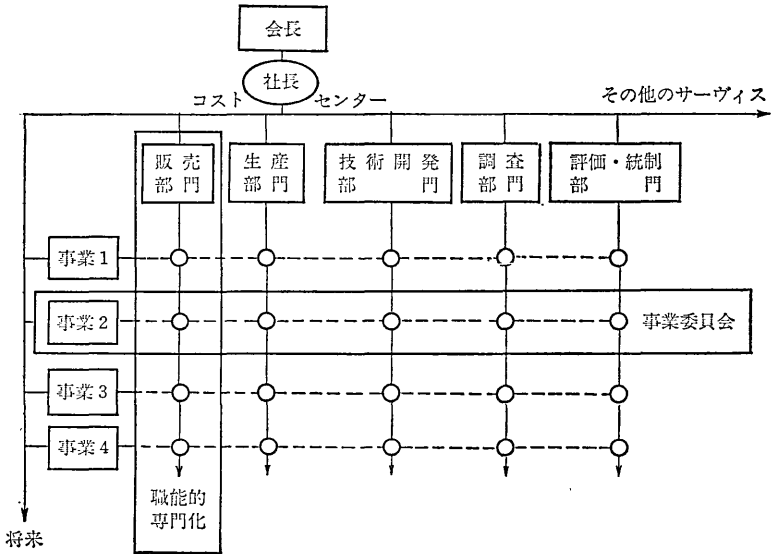 会長
社長
コスト センター
その他のサーヴィス
販売
部門
生産
部門
技術開発
部門
調査
部門
評価・統制
部門
事業1
事業2
事業委員会
事業3
事業4
職能的
専門化
将来